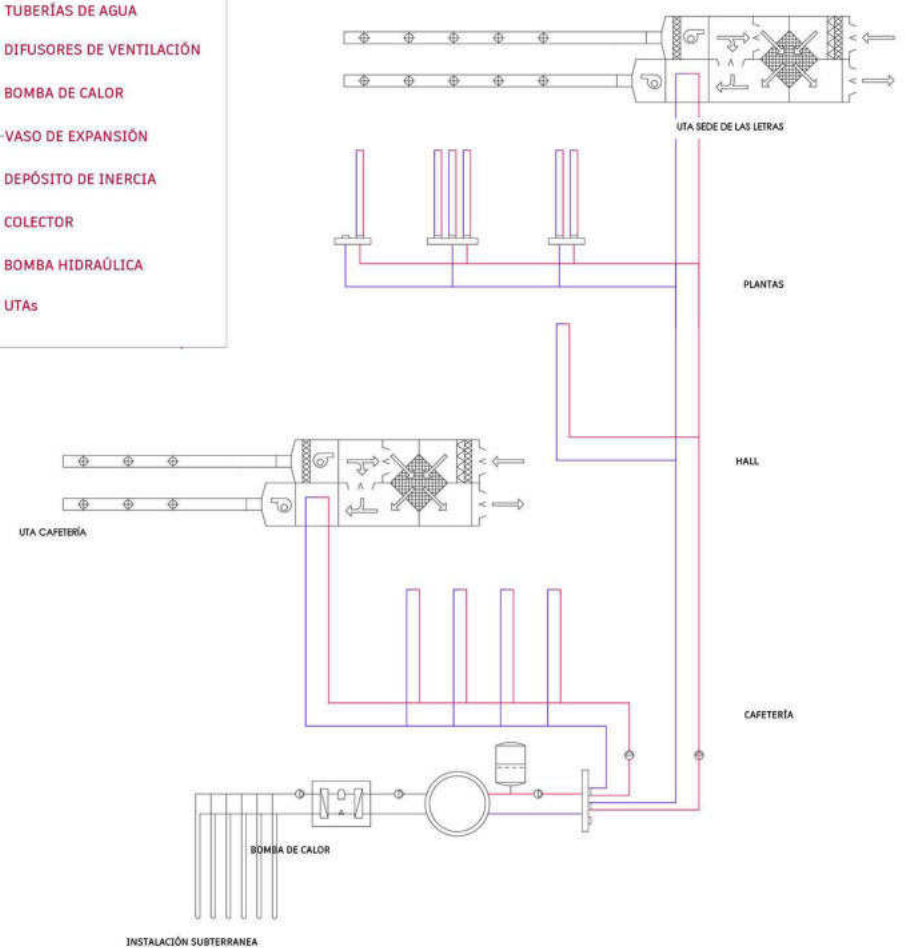 TUBERÍAS DE AGUA
DIFUSORES DE VENTILACIÓN
BOMBA DE CALOR
VASO DE EXPANSIÓN
DEPÓSITO DE INERCIA
COLECTOR
BOMBA HIDRAÚLICA
UTAs
UTA SEDE DE LAS LETRAS
PLANTAS
HALL
UTA CAFETERÍA
CAFETERÍA
BOMBA DE CALOR
INSTALACIÓN SUBTERRANEA